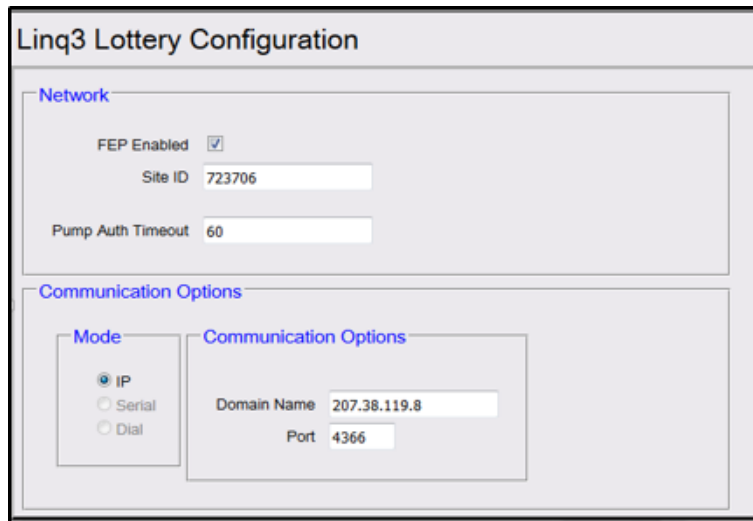 Linq3 Lottery Configuration
Network
FEP Enabled
Site ID 723706
Pump Auth Timeout 60
Communication Options
Mode
IP
Serial
Dial
Communication Options
Domain Name 207.38.119.8
Port 4366